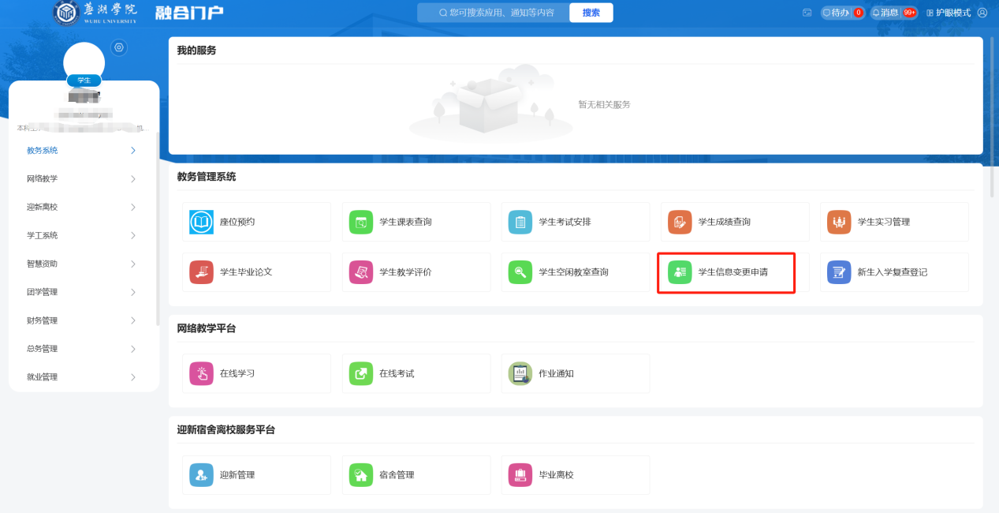 芜湖学院
WUHU UNIVERSITY
融合门户
您可搜索应用、通知等内容
搜索
待办 0
消息 99+
护眼模式
学生
教务系统
网络教学
迎新离校
学工系统
智慧资助
团学管理
财务管理
总务管理
就业管理
我的服务
暂无相关服务
教务管理系统
座位预约
学生课表查询
学生考试安排
学生成绩查询
学生实习管理
学生毕业论文
学生教学评价
学生空闲教室查询
学生信息变更申请
新生入学复查登记
网络教学平台
在线学习
在线考试
作业通知
迎新宿舍离校服务平台
迎新管理
宿舍管理
毕业离校